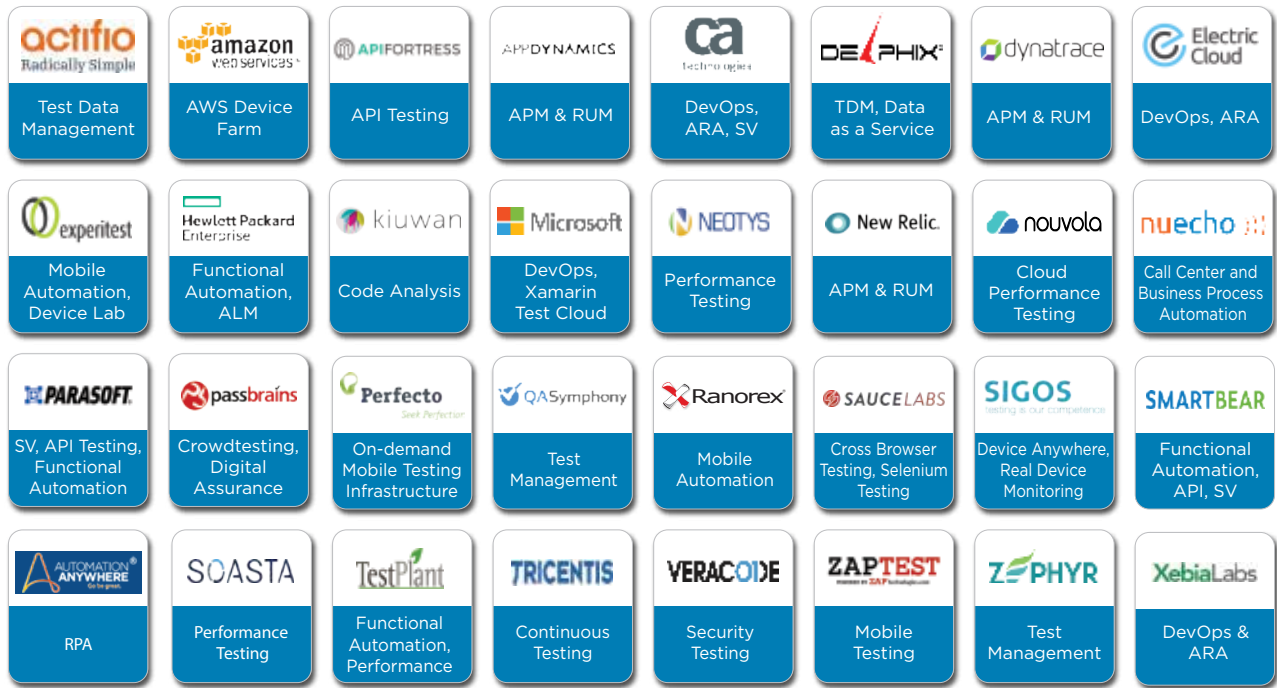 actifio
Radically Simple
Test Data
Management
amazon
webservices™
AWS Device
Farm
APIFORTRESS
API Testing
APPDYNAMICS
APM & RUM
ca
technologies
DevOps,
ARA, SV
DELPHIX
TDM, Data
as a Service
dynatrace
APM & RUM
Electric
Cloud
DevOps, ARA
experitest
Mobile
Automation,
Device Lab
Hewlett Packard
Enterprise
Functional
Automation,
ALM
kiuwan
Code Analysis
Microsoft
DevOps,
Xamarin
Test Cloud
NEOTYS
Performance
Testing
New Relic.
APM & RUM
nouvola
Cloud
Performance
Testing
nuecho
Call Center and
Business Process
Automation
PARASOFT.
SV, API Testing,
Functional
Automation
passbrains
Crowdtesting,
Digital
Assurance
Perfecto
Seek Perfection
On-demand
Mobile Testing
Infrastructure
QASymphony
Test
Management
Ranorex®
Mobile
Automation
SAUCELABS
Cross Browser
Testing, Selenium
Testing
SIGOS
testing is our competence
Device Anywhere,
Real Device
Monitoring
SMARTBEAR
Functional
Automation,
API, SV
AUTOMATION®
ANYWHERE
Go be great.
RPA
SOASTA
Performance
Testing
TestPlant
Functional
Automation,
Performance
TRICENTIS
Continuous
Testing
VERACODE
Security
Testing
ZAPTEST
POWERED BY ZAPtechnologies.com
Mobile
Testing
ZEPHYR
Test
Management
XebiaLabs
DevOps &
ARA